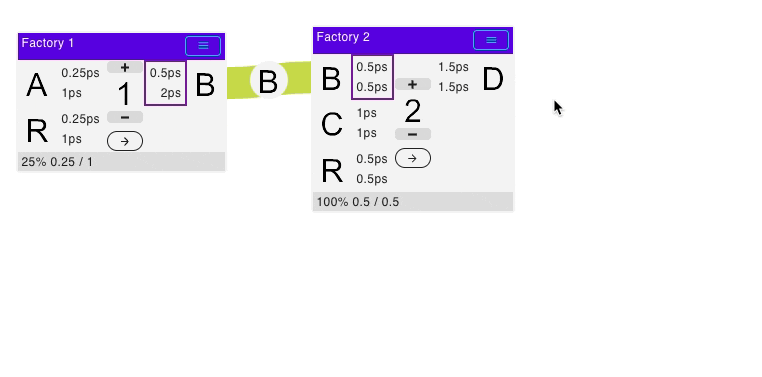 Factory 1
A
0.25ps
1ps
R
0.25ps
1ps
+
1
−
→
0.5ps
2ps
B
25% 0.25 / 1
B
Factory 2
B
0.5ps
0.5ps
C
1ps
1ps
R
0.5ps
0.5ps
+
2
−
→
1.5ps
1.5ps
D
100% 0.5 / 0.5